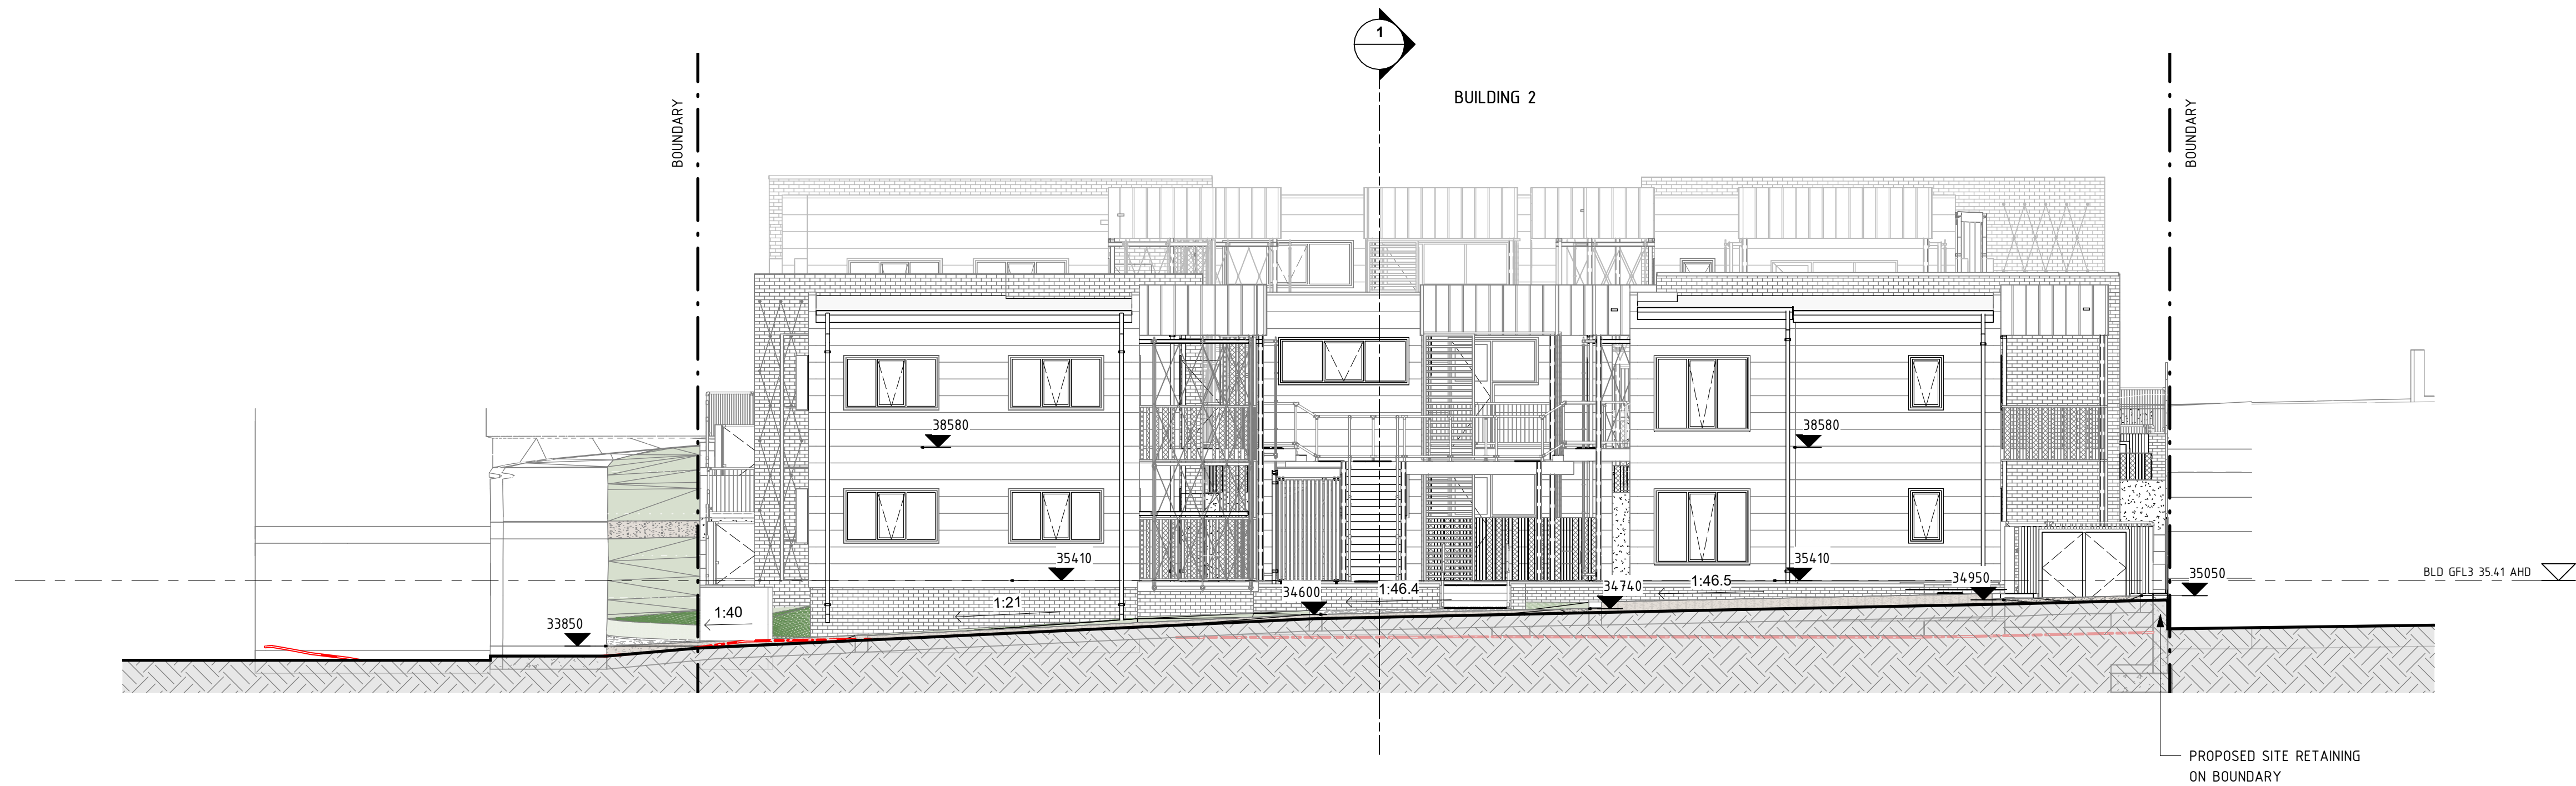 1
BUILDING 2
BOUNDARY
BOUNDARY
38580
38580
35410
35410
34600
1:46.4
34740
1:46.5
34950
35050
BLD GFL3 35.41 AHD
1:21
1:40
33850
PROPOSED SITE RETAINING
ON BOUNDARY